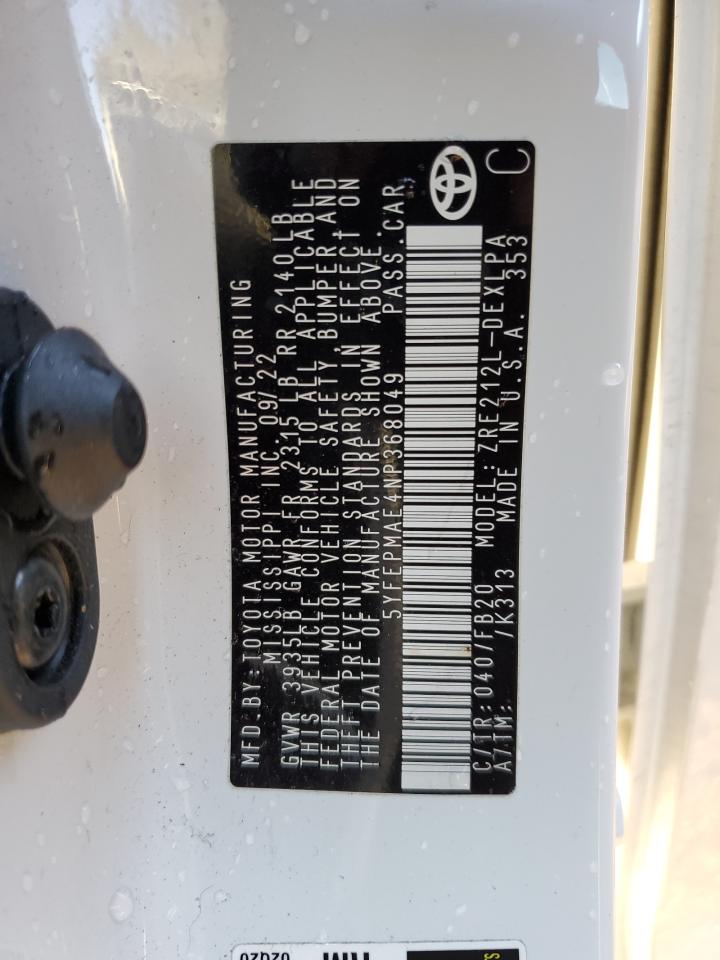 MFD.BY:TOYOTA MOTOR MANUFACTURING
MISSISSIPPI INC 09/22
GVWR 3935LB GAWR FR 2315 LB RR 2140 LB
THIS VEHICLE CONFORMS TO ALL APPLICABLE
FEDERAL MOTOR VEHICLE SAFETY, BUMPER, AND
THEFT PREVENTION STANDARDS IN EFFECT ON
THE DATE OF MANUFACTURE SHOWN ABOVE.
5YFEPMAE4NP368049 PASS.CAR
C/TR:040/FB20 MODEL:ZRE212L-DEXLPA
A/TM: /K313 MADE IN U.S.A. 353
C
02020